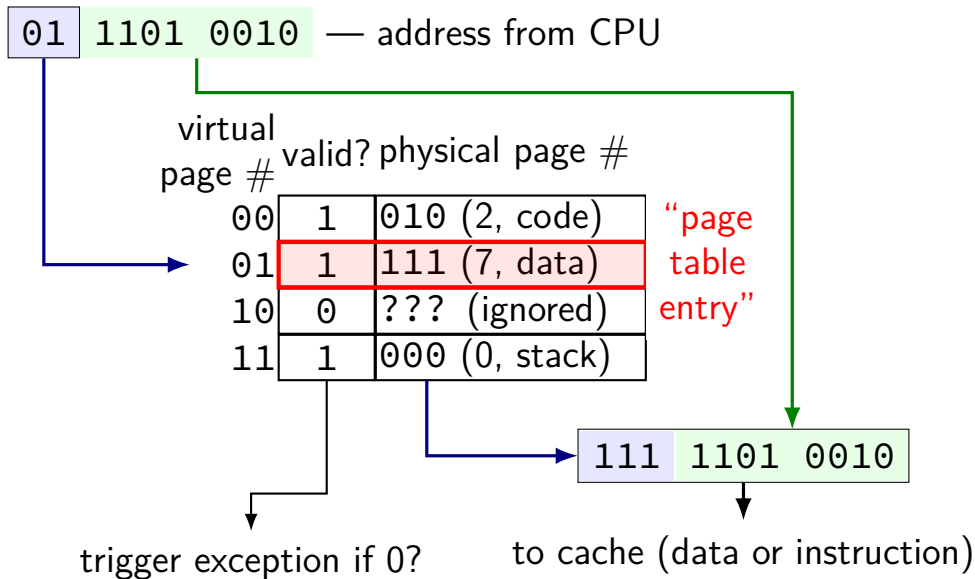 01 1101 0010 — address from CPU
virtual
page #
valid?
physical page #
00 1 010 (2, code)
01 1 111 (7, data)
10 0 ??? (ignored)
11 1 000 (0, stack)
“page
table
entry”
111 1101 0010
trigger exception if 0?
to cache (data or instruction)